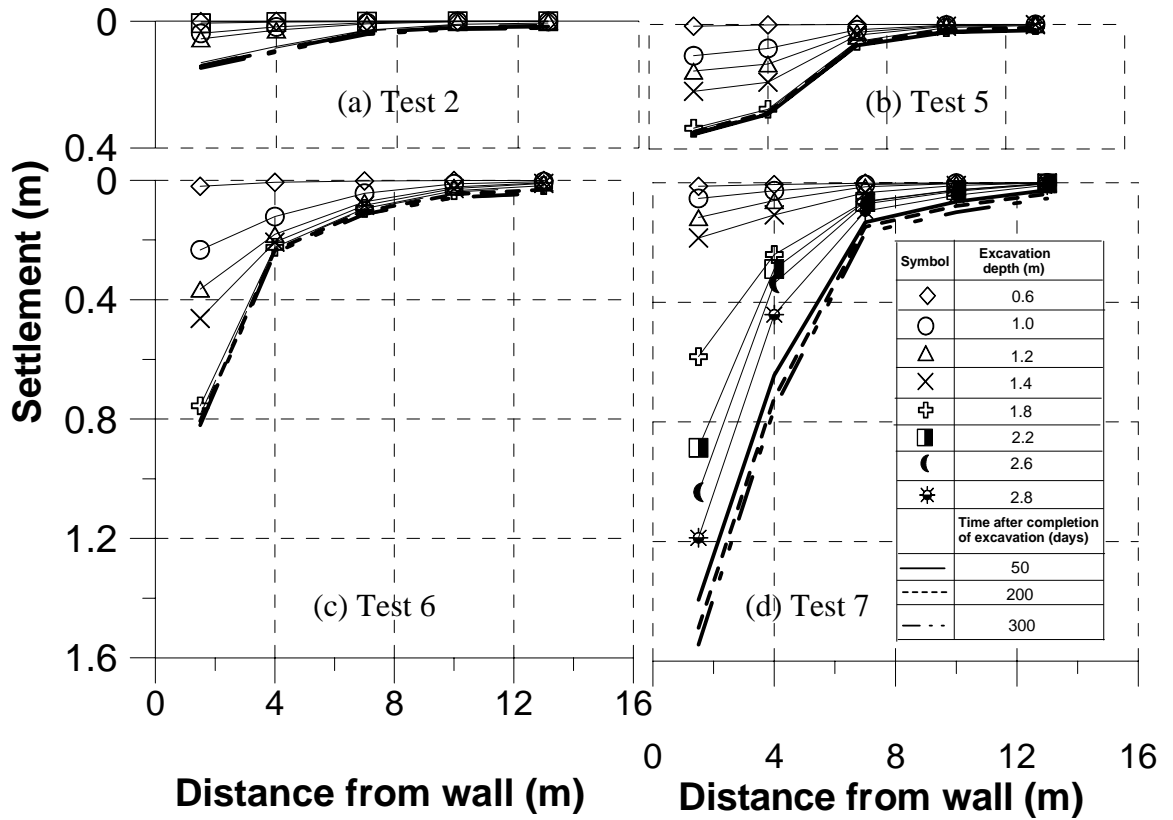 0
(a) Test 2
(b) Test 5
0.4
0
0.4
0.8
1.2
1.6
Settlement (m)
Symbol Excavation depth (m)
0.6
1.0
1.2
1.4
1.8
2.2
2.6
2.8
Time after completion
of excavation (days)
50
200
300
(c) Test 6
(d) Test 7
0 4 8 12 16
0 4 8 12 16
Distance from wall (m)
Distance from wall (m)